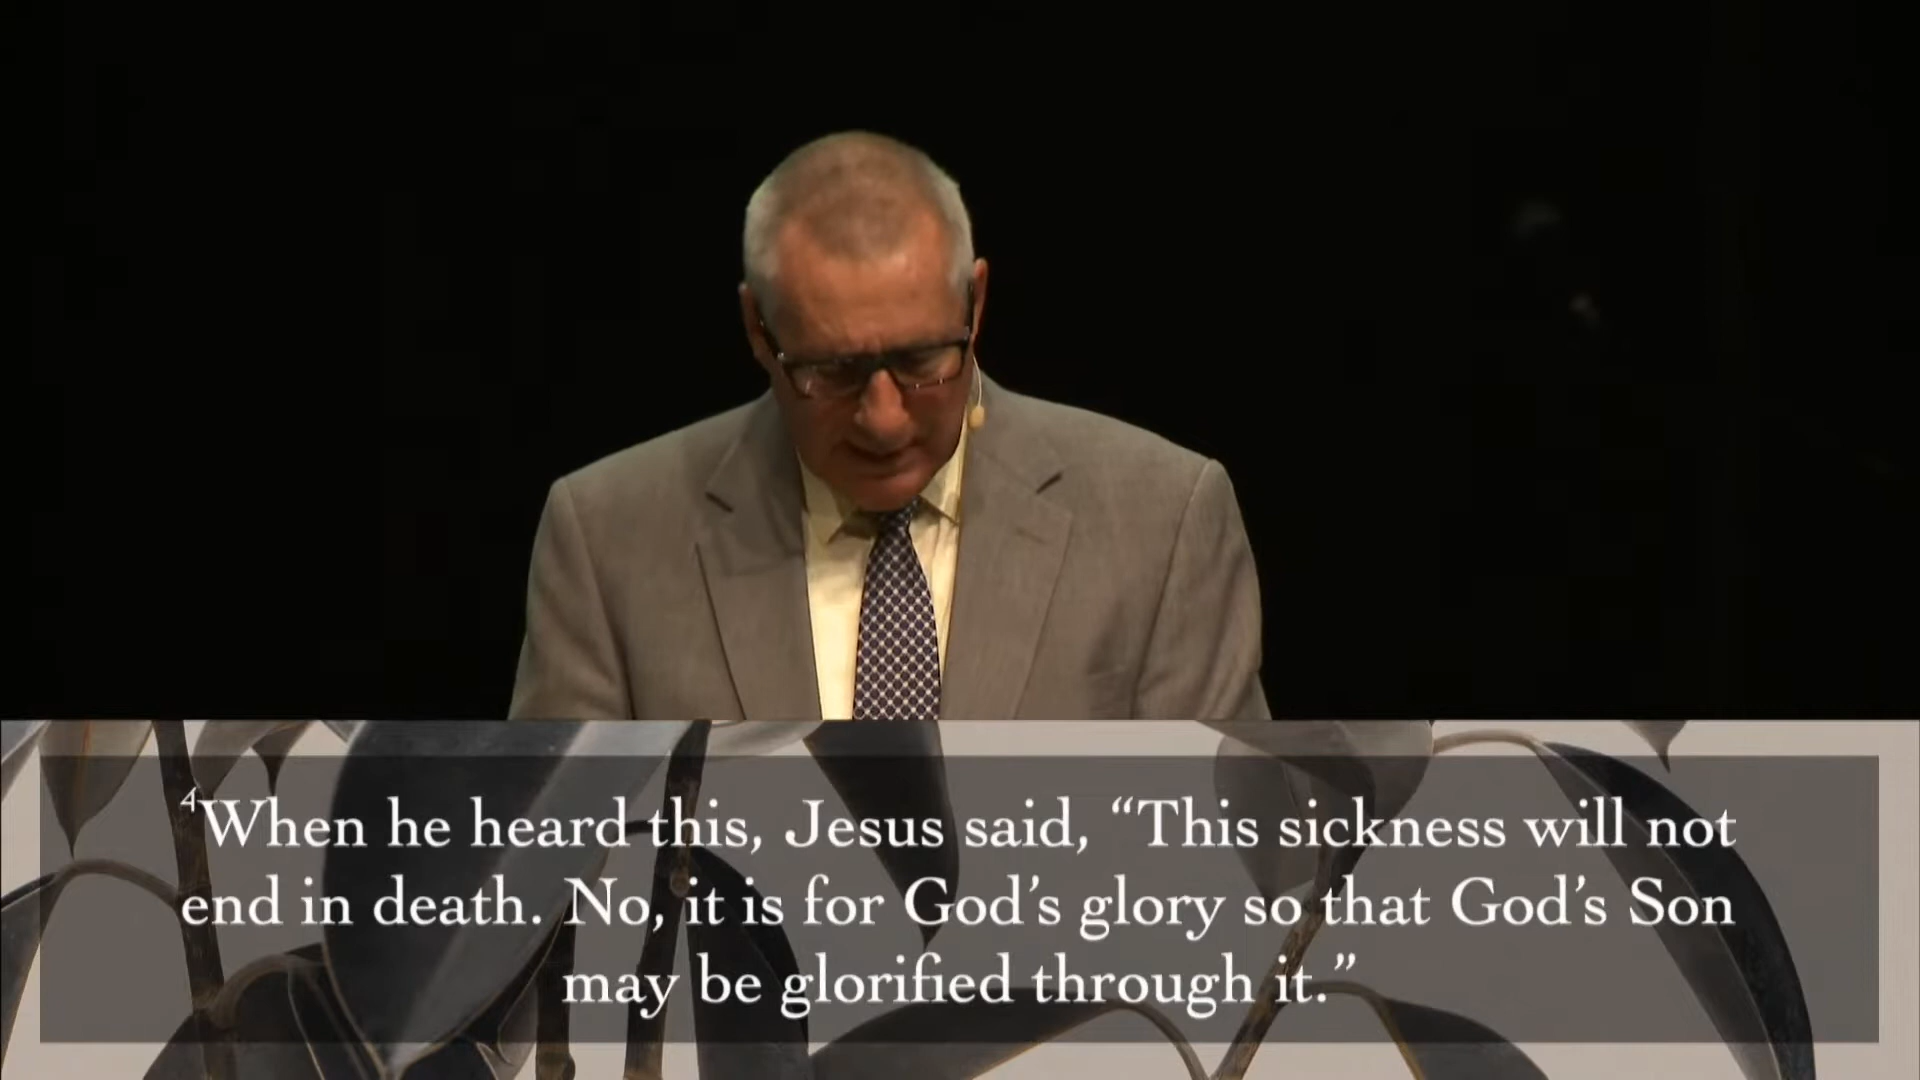 ⁴When he heard this, Jesus said, “This sickness will not
end in death. No, it is for God’s glory so that God’s Son
may be glorified through it.”